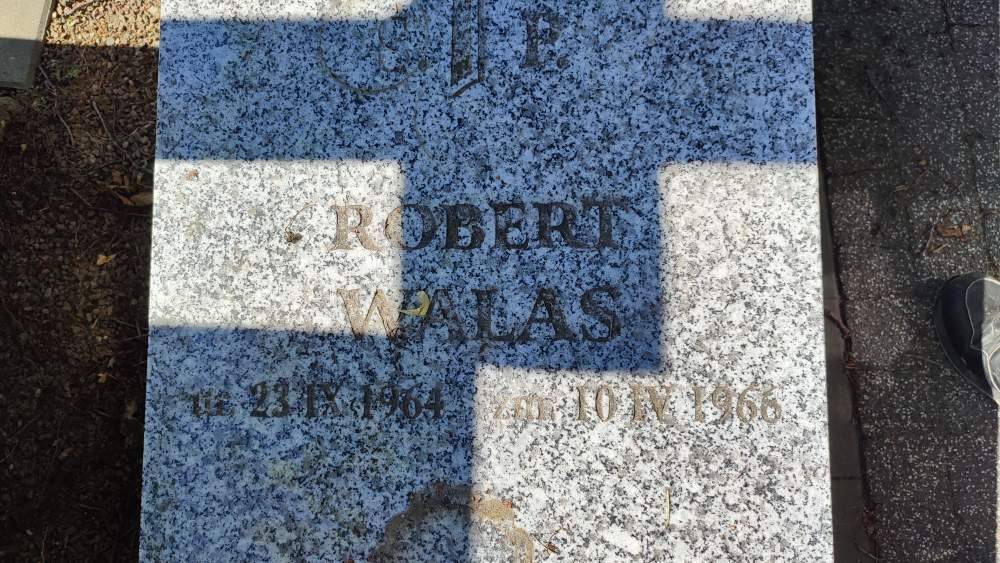 Ś. P.
ROBERT
WALAS
ur. 23 IX 1964 zm. 10 IV 1966